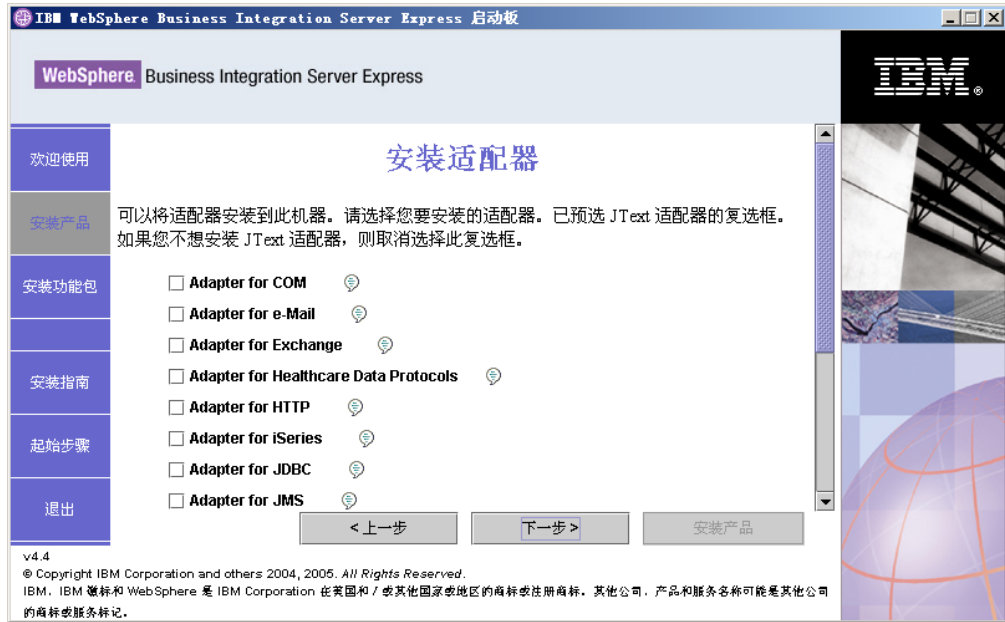 IBM WebSphere Business Integration Server Express 启动板
WebSphere. Business Integration Server Express
IBM®
欢迎使用
安装产品
安装功能包
安装指南
起始步骤
退出
安装适配器
可以将适配器安装到此机器。请选择您要安装的适配器。已预选 JText 适配器的复选框。
如果您不想安装 JText 适配器，则取消选择此复选框。
Adapter for COM
Adapter for e-Mail
Adapter for Exchange
Adapter for Healthcare Data Protocols
Adapter for HTTP
Adapter for iSeries
Adapter for JDBC
Adapter for JMS
<上一步
下一步>
安装产品
v4.4
© Copyright IBM Corporation and others 2004, 2005. All Rights Reserved.
IBM、IBM 徽标和 WebSphere 是 IBM Corporation 在美国和 / 或其他国家或地区的商标或注册商标。其他公司、产品和服务名称可能是其他公司
的商标或服务标记。